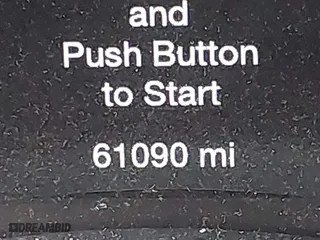 and
Push Button
to Start
61090 mi
DREAMBID